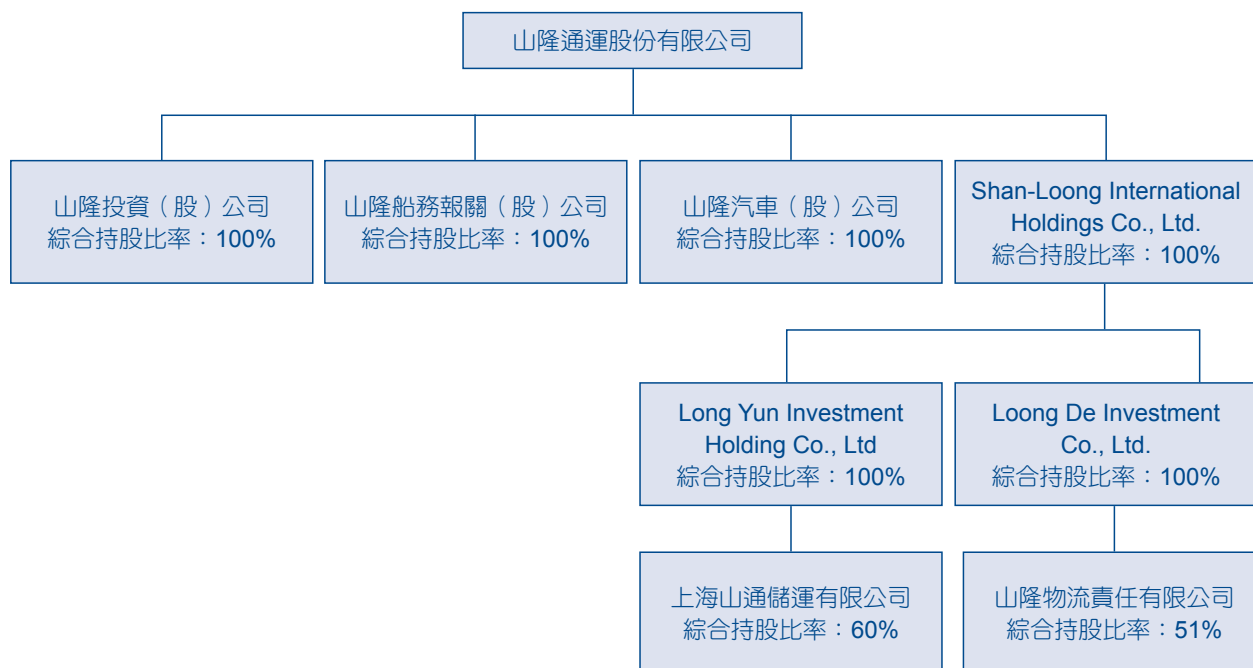 山隆通運股份有限公司
山隆投資（股）公司
綜合持股比率：100%
山隆船務報關（股）公司
綜合持股比率：100%
山隆汽車（股）公司
綜合持股比率：100%
Shan-Loong International
Holdings Co., Ltd.
綜合持股比率：100%
Long Yun Investment
Holding Co., Ltd
綜合持股比率：100%
Loong De Investment
Co., Ltd.
綜合持股比率：100%
上海山通儲運有限公司
綜合持股比率：60%
山隆物流責任有限公司
綜合持股比率：51%